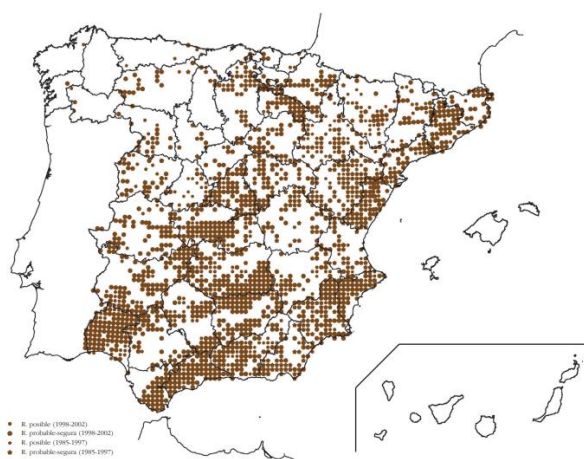 R. posible (1998-2002)
R. probable-segura (1998-2002)
R. posible (1985-1997)
R. probable-segura (1985-1997)